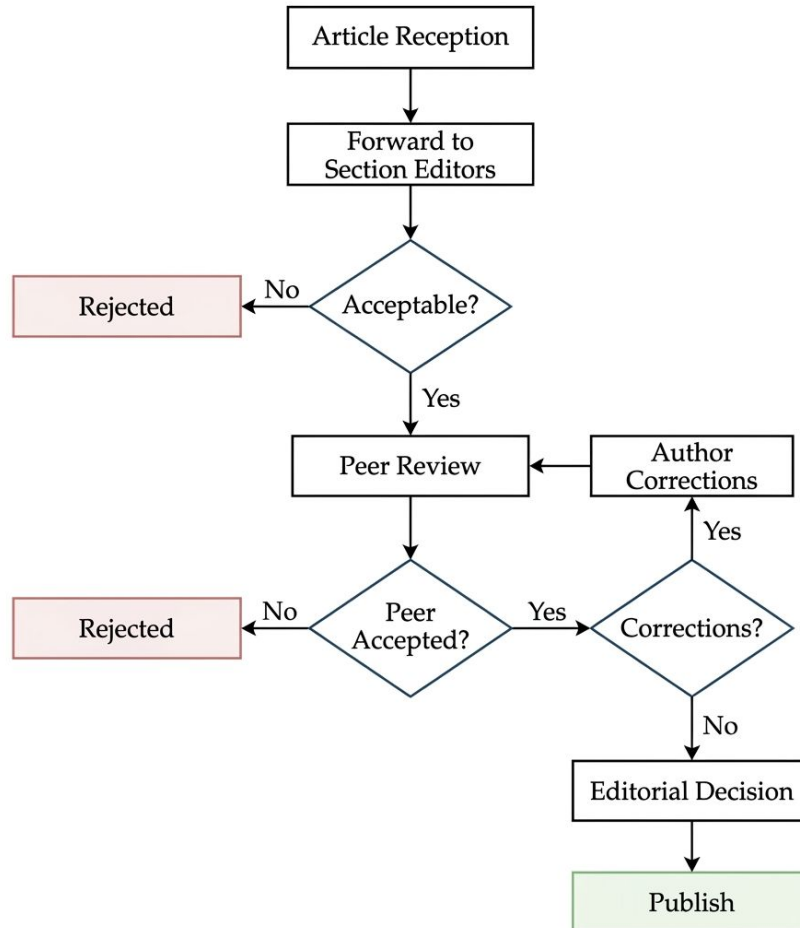 Article Reception
Forward to
Section Editors
Acceptable?
No
Rejected
Yes
Peer Review
Author
Corrections
Yes
Peer
Accepted?
No
Rejected
Yes
Corrections?
No
Editorial Decision
Publish